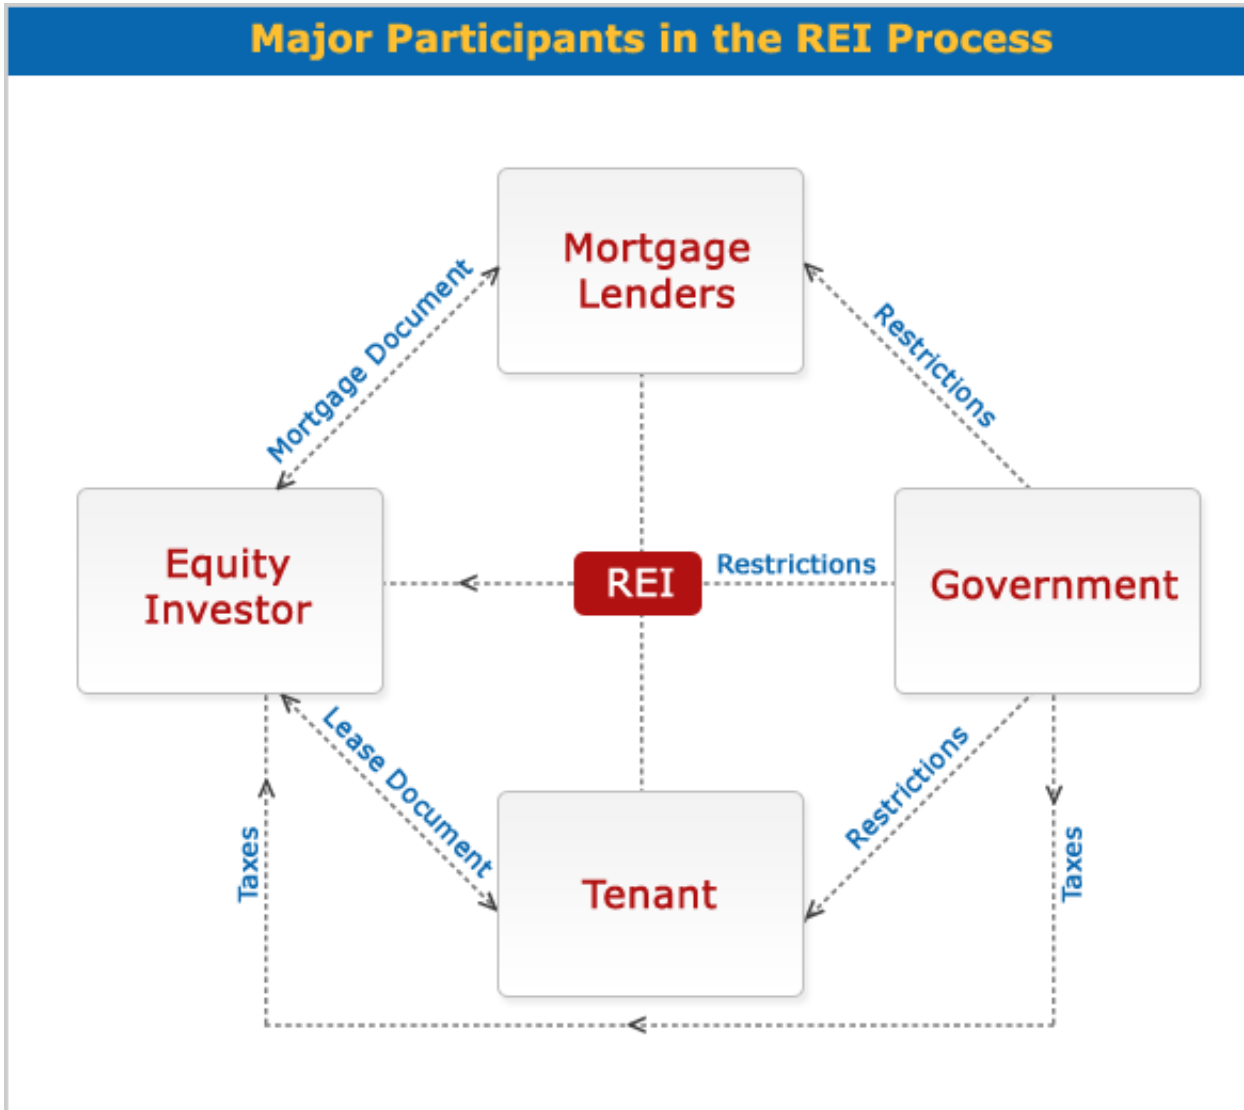 Major Participants in the REI Process
Mortgage
Lenders
Mortgage Document
Restrictions
Equity
Investor
REI
Restrictions
Government
Lease Document
Restrictions
Taxes
Tenant
Taxes